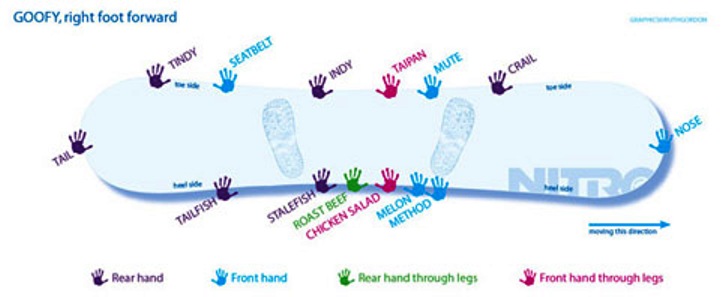 GOOFY, right foot forward
GRAPHICS@RUTHGORDON
TINDY
SEATBELT
INDY
TAIPAN
MUTE
CRAIL
toe side
toe side
TAIL
NOSE
NITRO
heel side
heel side
TAILFISH
STALEFISH
ROAST BEEF
CHICKEN SALAD
MELON
METHOD
moving this direction
Rear hand
Front hand
Rear hand through legs
Front hand through legs